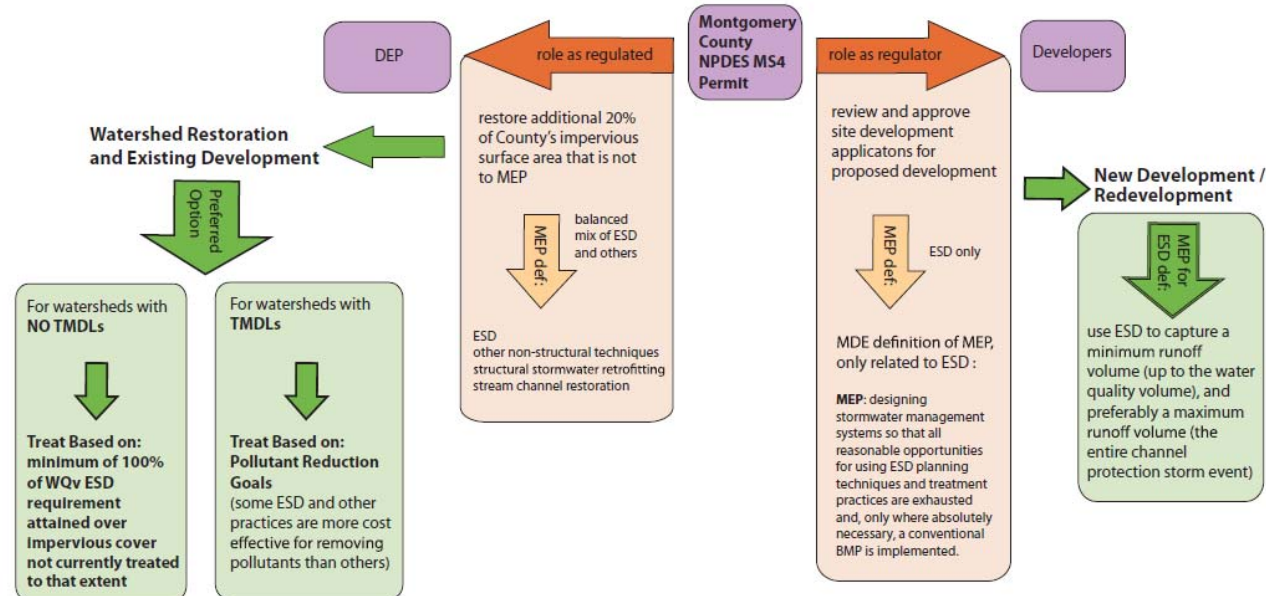 Montgomery
County
NPDES MS4
Permit
DEP
role as regulated
role as regulator
Developers
restore additional 20%
of County's impervious
surface area that is not
to MEP
review and approve
site development
applicatons for
proposed development
Watershed Restoration
and Existing Development
New Development /
Redevelopment
Preferred
Option
MEP def:
balanced
mix of ESD
and others
MEP def:
ESD only
MEP for
ESD def:
For watersheds with
NO TMDLs
For watersheds with
TMDLs
ESD
other non-structural techniques
structural stormwater retrofitting
stream channel restoration
MDE definition of MEP,
only related to ESD :
MEP: designing
stormwater management
systems so that all
reasonable opportunities
for using ESD planning
techniques and treatment
practices are exhausted
and, only where absolutely
necessary, a conventional
BMP is implemented.
use ESD to capture a
minimum runoff
volume (up to the water
quality volume), and
preferably a maximum
runoff volume (the
entire channel
protection storm event)
Treat Based on:
minimum of 100%
of WQv ESD
requirement
attained over
impervious cover
not currently treated
to that extent
Treat Based on:
Pollutant Reduction
Goals
(some ESD and other
practices are more cost
effective for removing
pollutants than others)